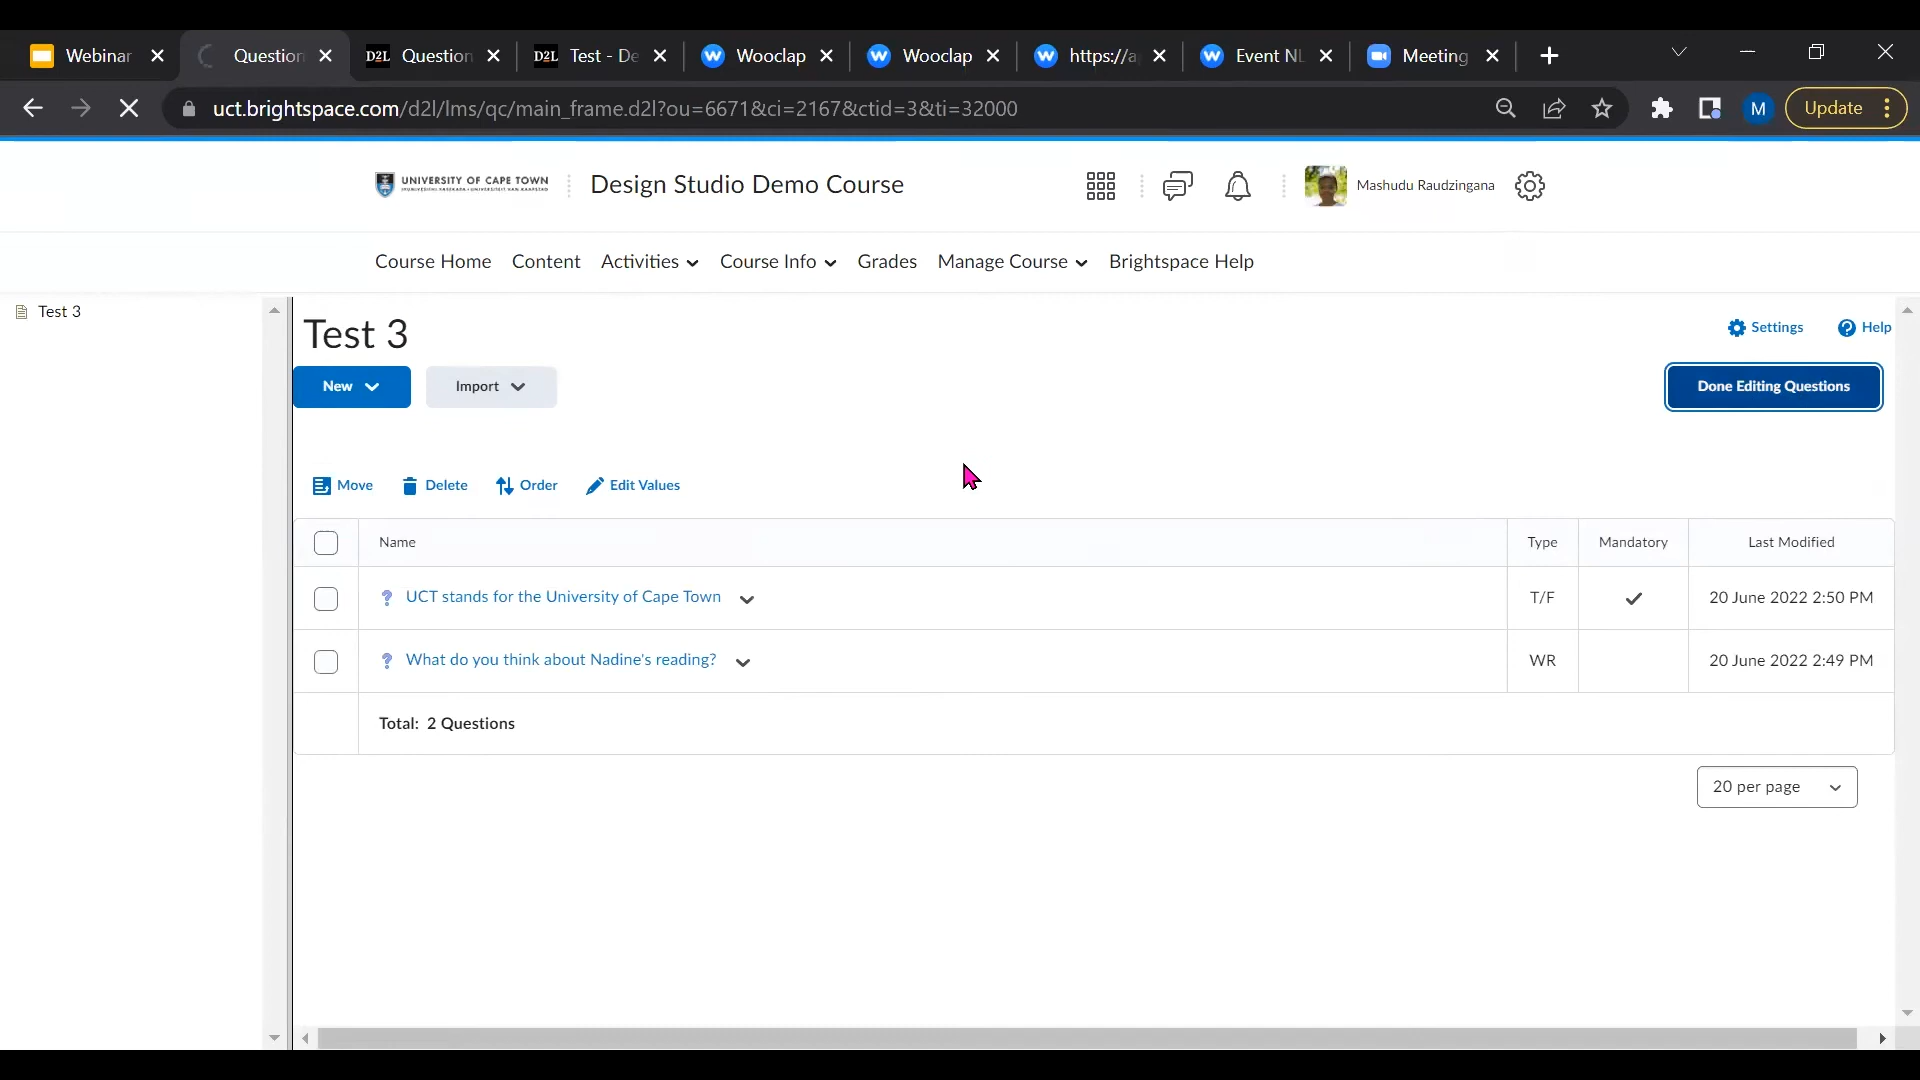 Webinar
Question
D2L Question
D2L Test - De
Wooclap
Wooclap
https://a
Event NL
Meeting
uct.brightspace.com/d2l/lms/qc/main_frame.d2l?ou=6671&ci=2167&ctid=3&ti=32000
M
Update
UNIVERSITY OF CAPE TOWN
Design Studio Demo Course
Mashudu Raudzingana
Course Home Content Activities Course Info Grades Manage Course Brightspace Help
Test 3
Test 3
Settings Help
New Import Done Editing Questions
Move Delete Order Edit Values
Name Type Mandatory Last Modified
? UCT stands for the University of Cape Town T/F 20 June 2022 2:50 PM
? What do you think about Nadine's reading? WR 20 June 2022 2:49 PM
Total: 2 Questions
20 per page